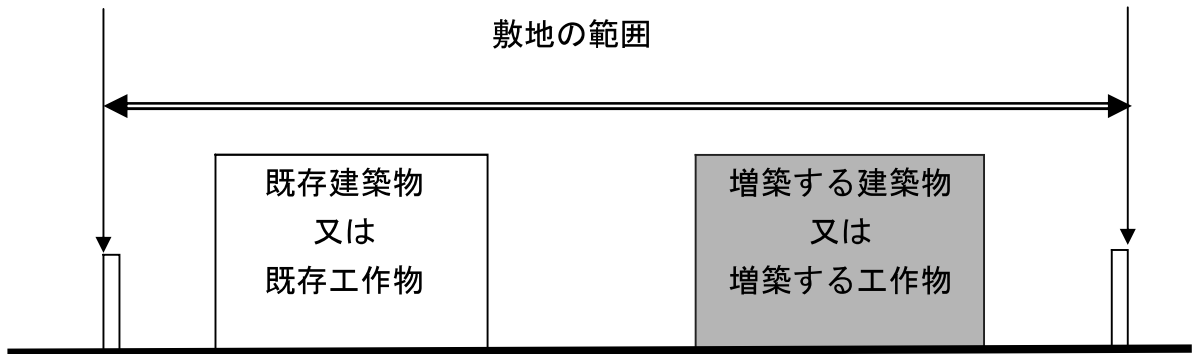 敷地の範囲
既存建築物
又は
既存工作物
増築する建築物
又は
増築する工作物